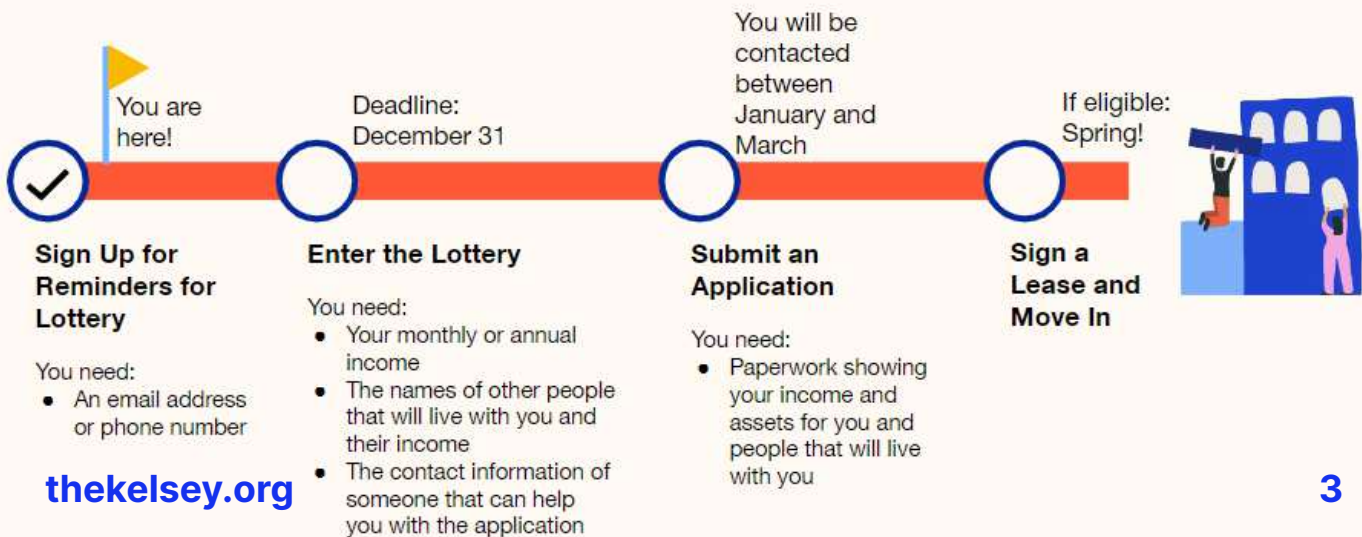 You are
here!
Deadline:
December 31
You will be
contacted
between
January and
March
If eligible:
Spring!
Sign Up for
Reminders for
Lottery
You need:
● An email address
or phone number
Enter the Lottery
You need:
● Your monthly or annual
income
● The names of other people
that will live with you and
their income
● The contact information of
someone that can help
you with the application
Submit an
Application
You need:
● Paperwork showing
your income and
assets for you and
people that will live
with you
Sign a
Lease and
Move In
thekelsey.org
3